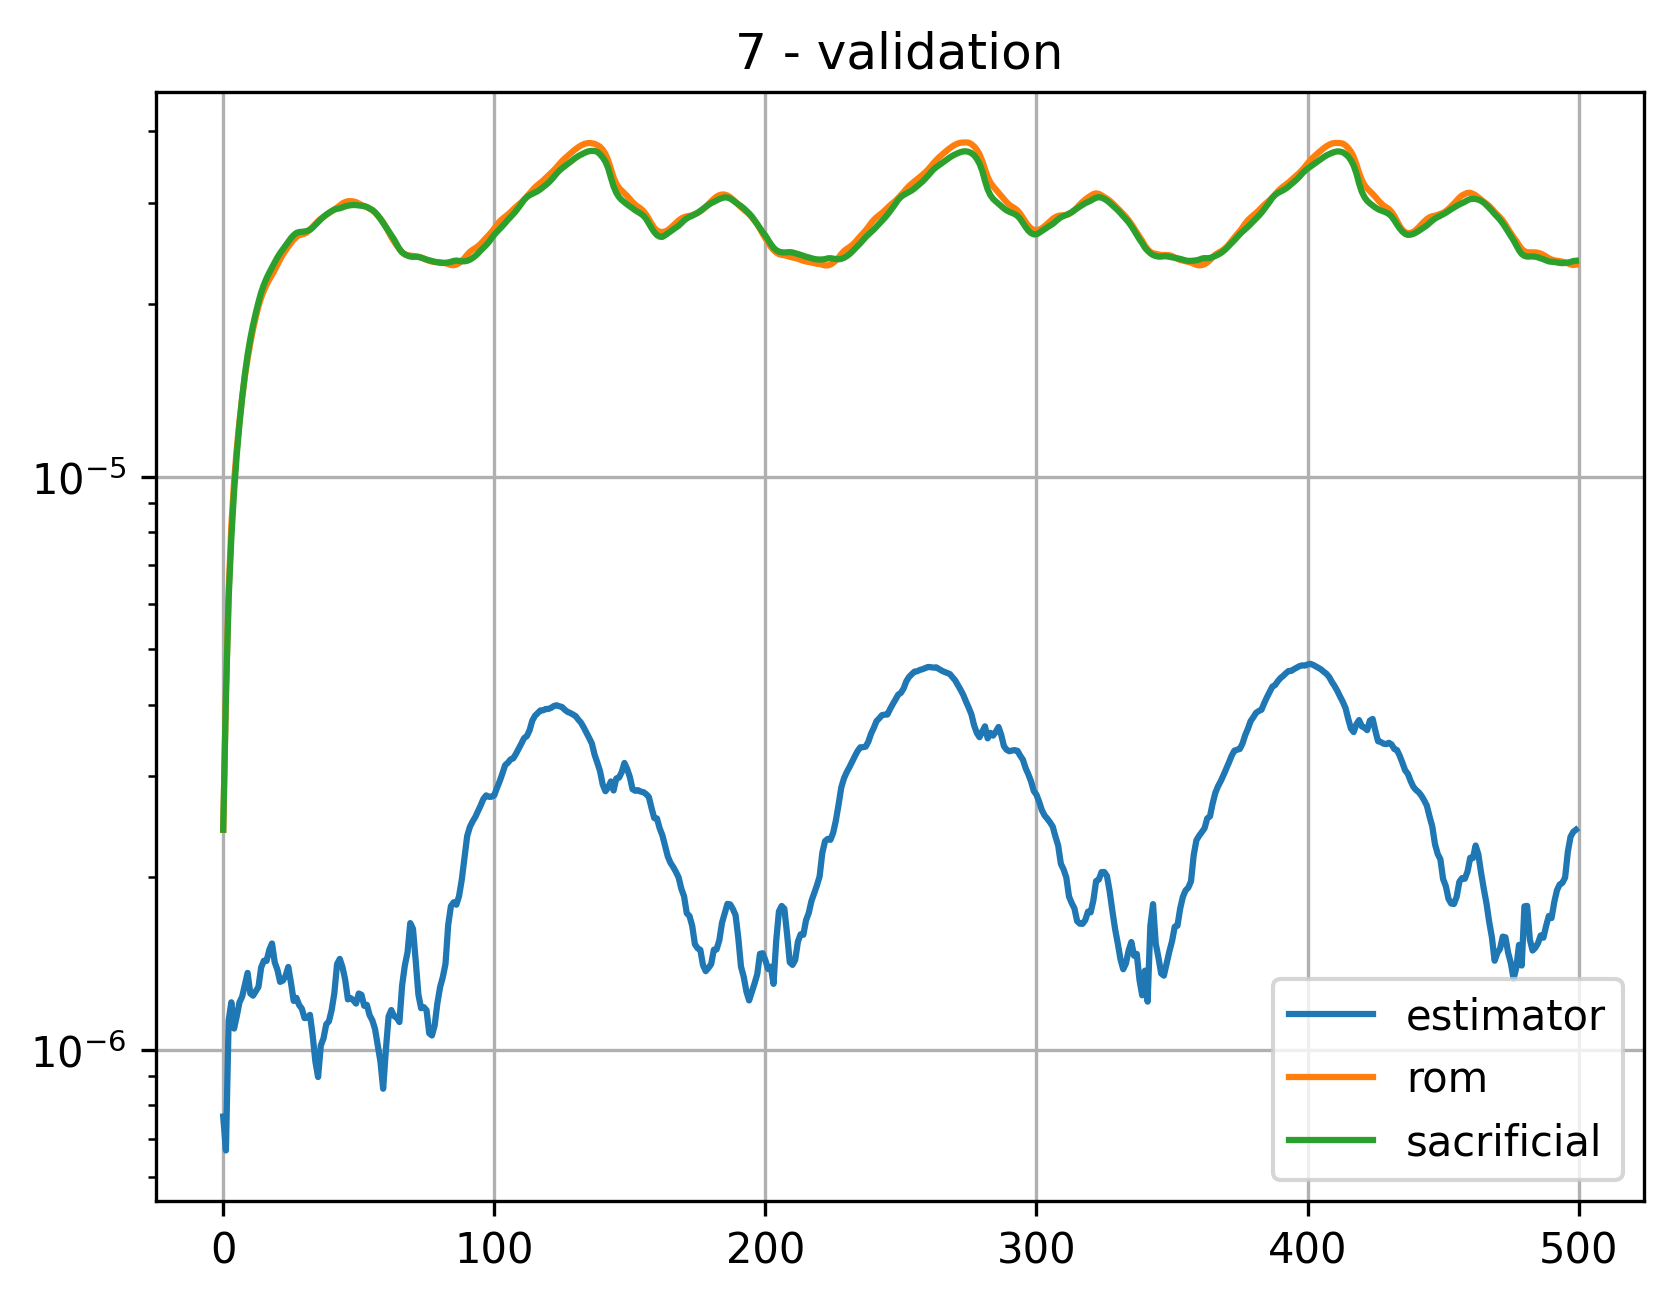 7 - validation
10⁻⁵
10⁻⁶
0 100 200 300 400 500
estimator
rom
sacrificial